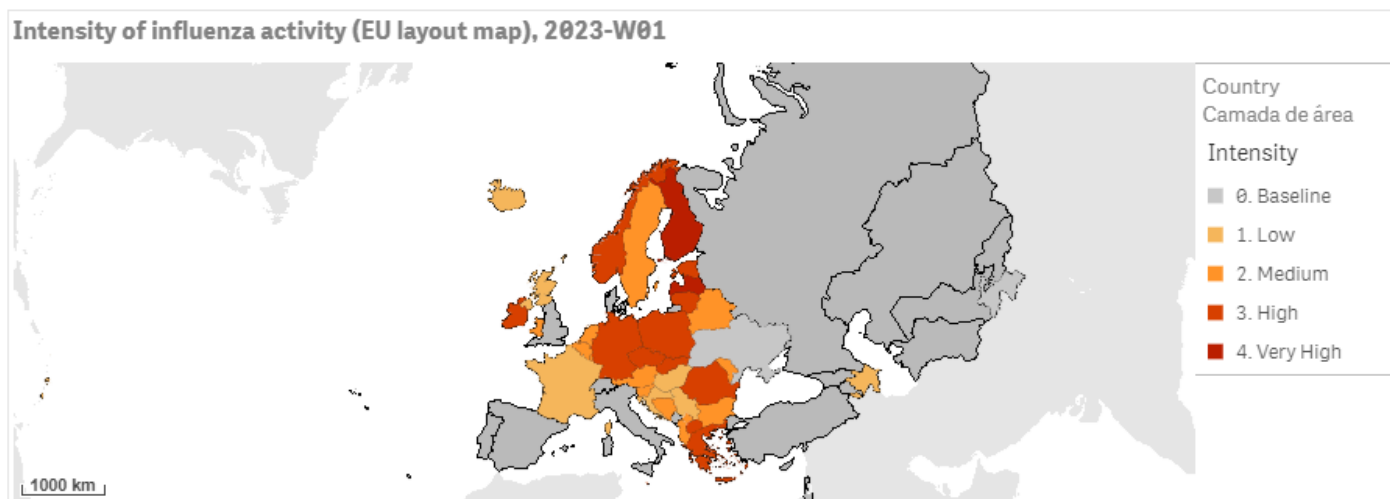 Intensity of influenza activity (EU layout map), 2023-W01
Country
Camada de área
Intensity
0. Baseline
1. Low
2. Medium
3. High
4. Very High
1000 km